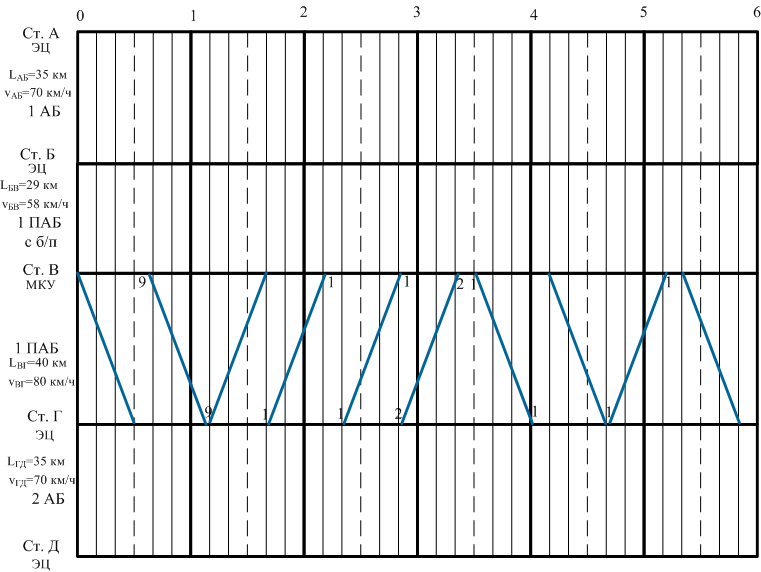 0 1 2 3 4 5 6
Ст. А
ЭЦ
LАБ=35 км
vАБ=70 км/ч
1 АБ
Ст. Б
ЭЦ
LБВ=29 км
vБВ=58 км/ч
1 ПАБ
с б/п
Ст. В
МКУ
9 1 1 2 1 1
1 ПАБ
LВГ=40 км
vВГ=80 км/ч
Ст. Г
ЭЦ
9 1 1 2 1 1
LГД=35 км
vГД=70 км/ч
2 АБ
Ст. Д
ЭЦ